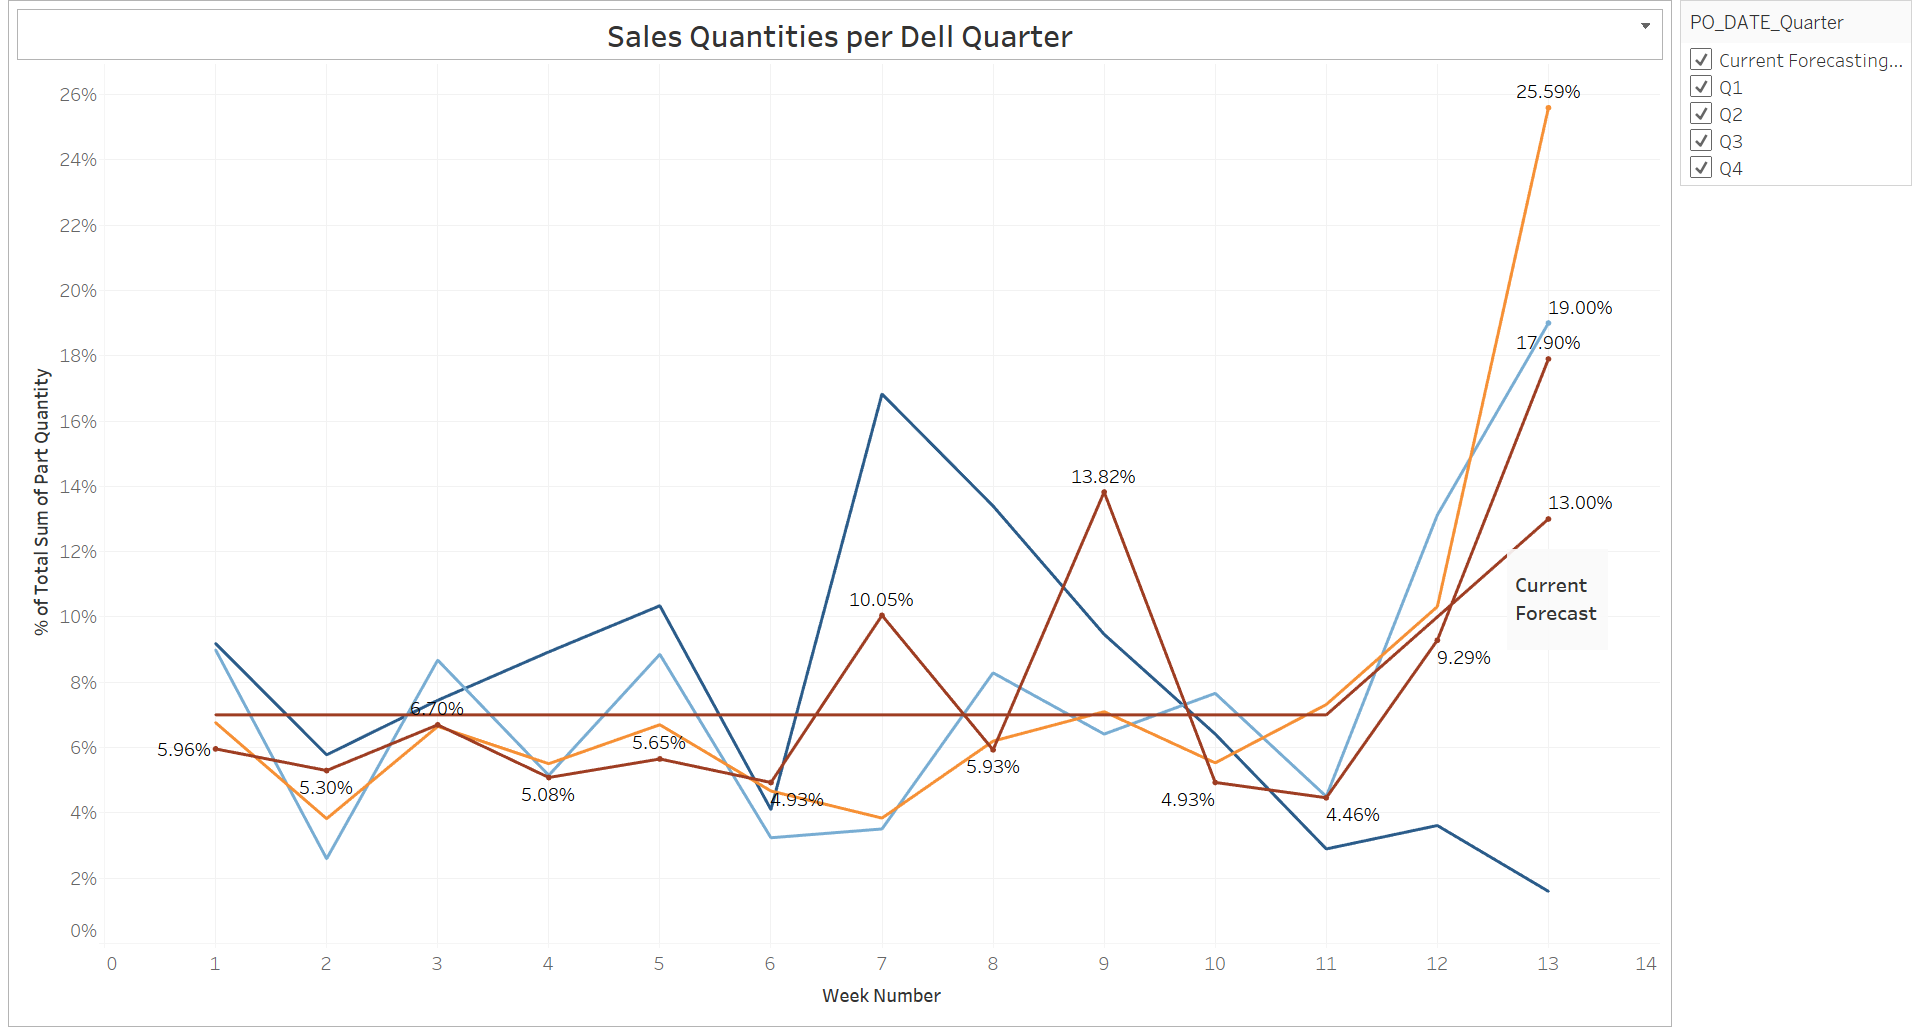 Sales Quantities per Dell Quarter
PO_DATE_Quarter
Current Forecasting...
Q1
Q2
Q3
Q4
% of Total Sum of Part Quantity
26%
24%
22%
20%
18%
16%
14%
12%
10%
8%
6%
4%
2%
0%
25.59%
19.00%
17.90%
13.82%
13.00%
10.05%
Current
Forecast
9.29%
6.70%
5.96%
5.65%
5.30%
5.08%
4.93%
5.93%
4.93%
4.46%
0 1 2 3 4 5 6 7 8 9 10 11 12 13 14
Week Number